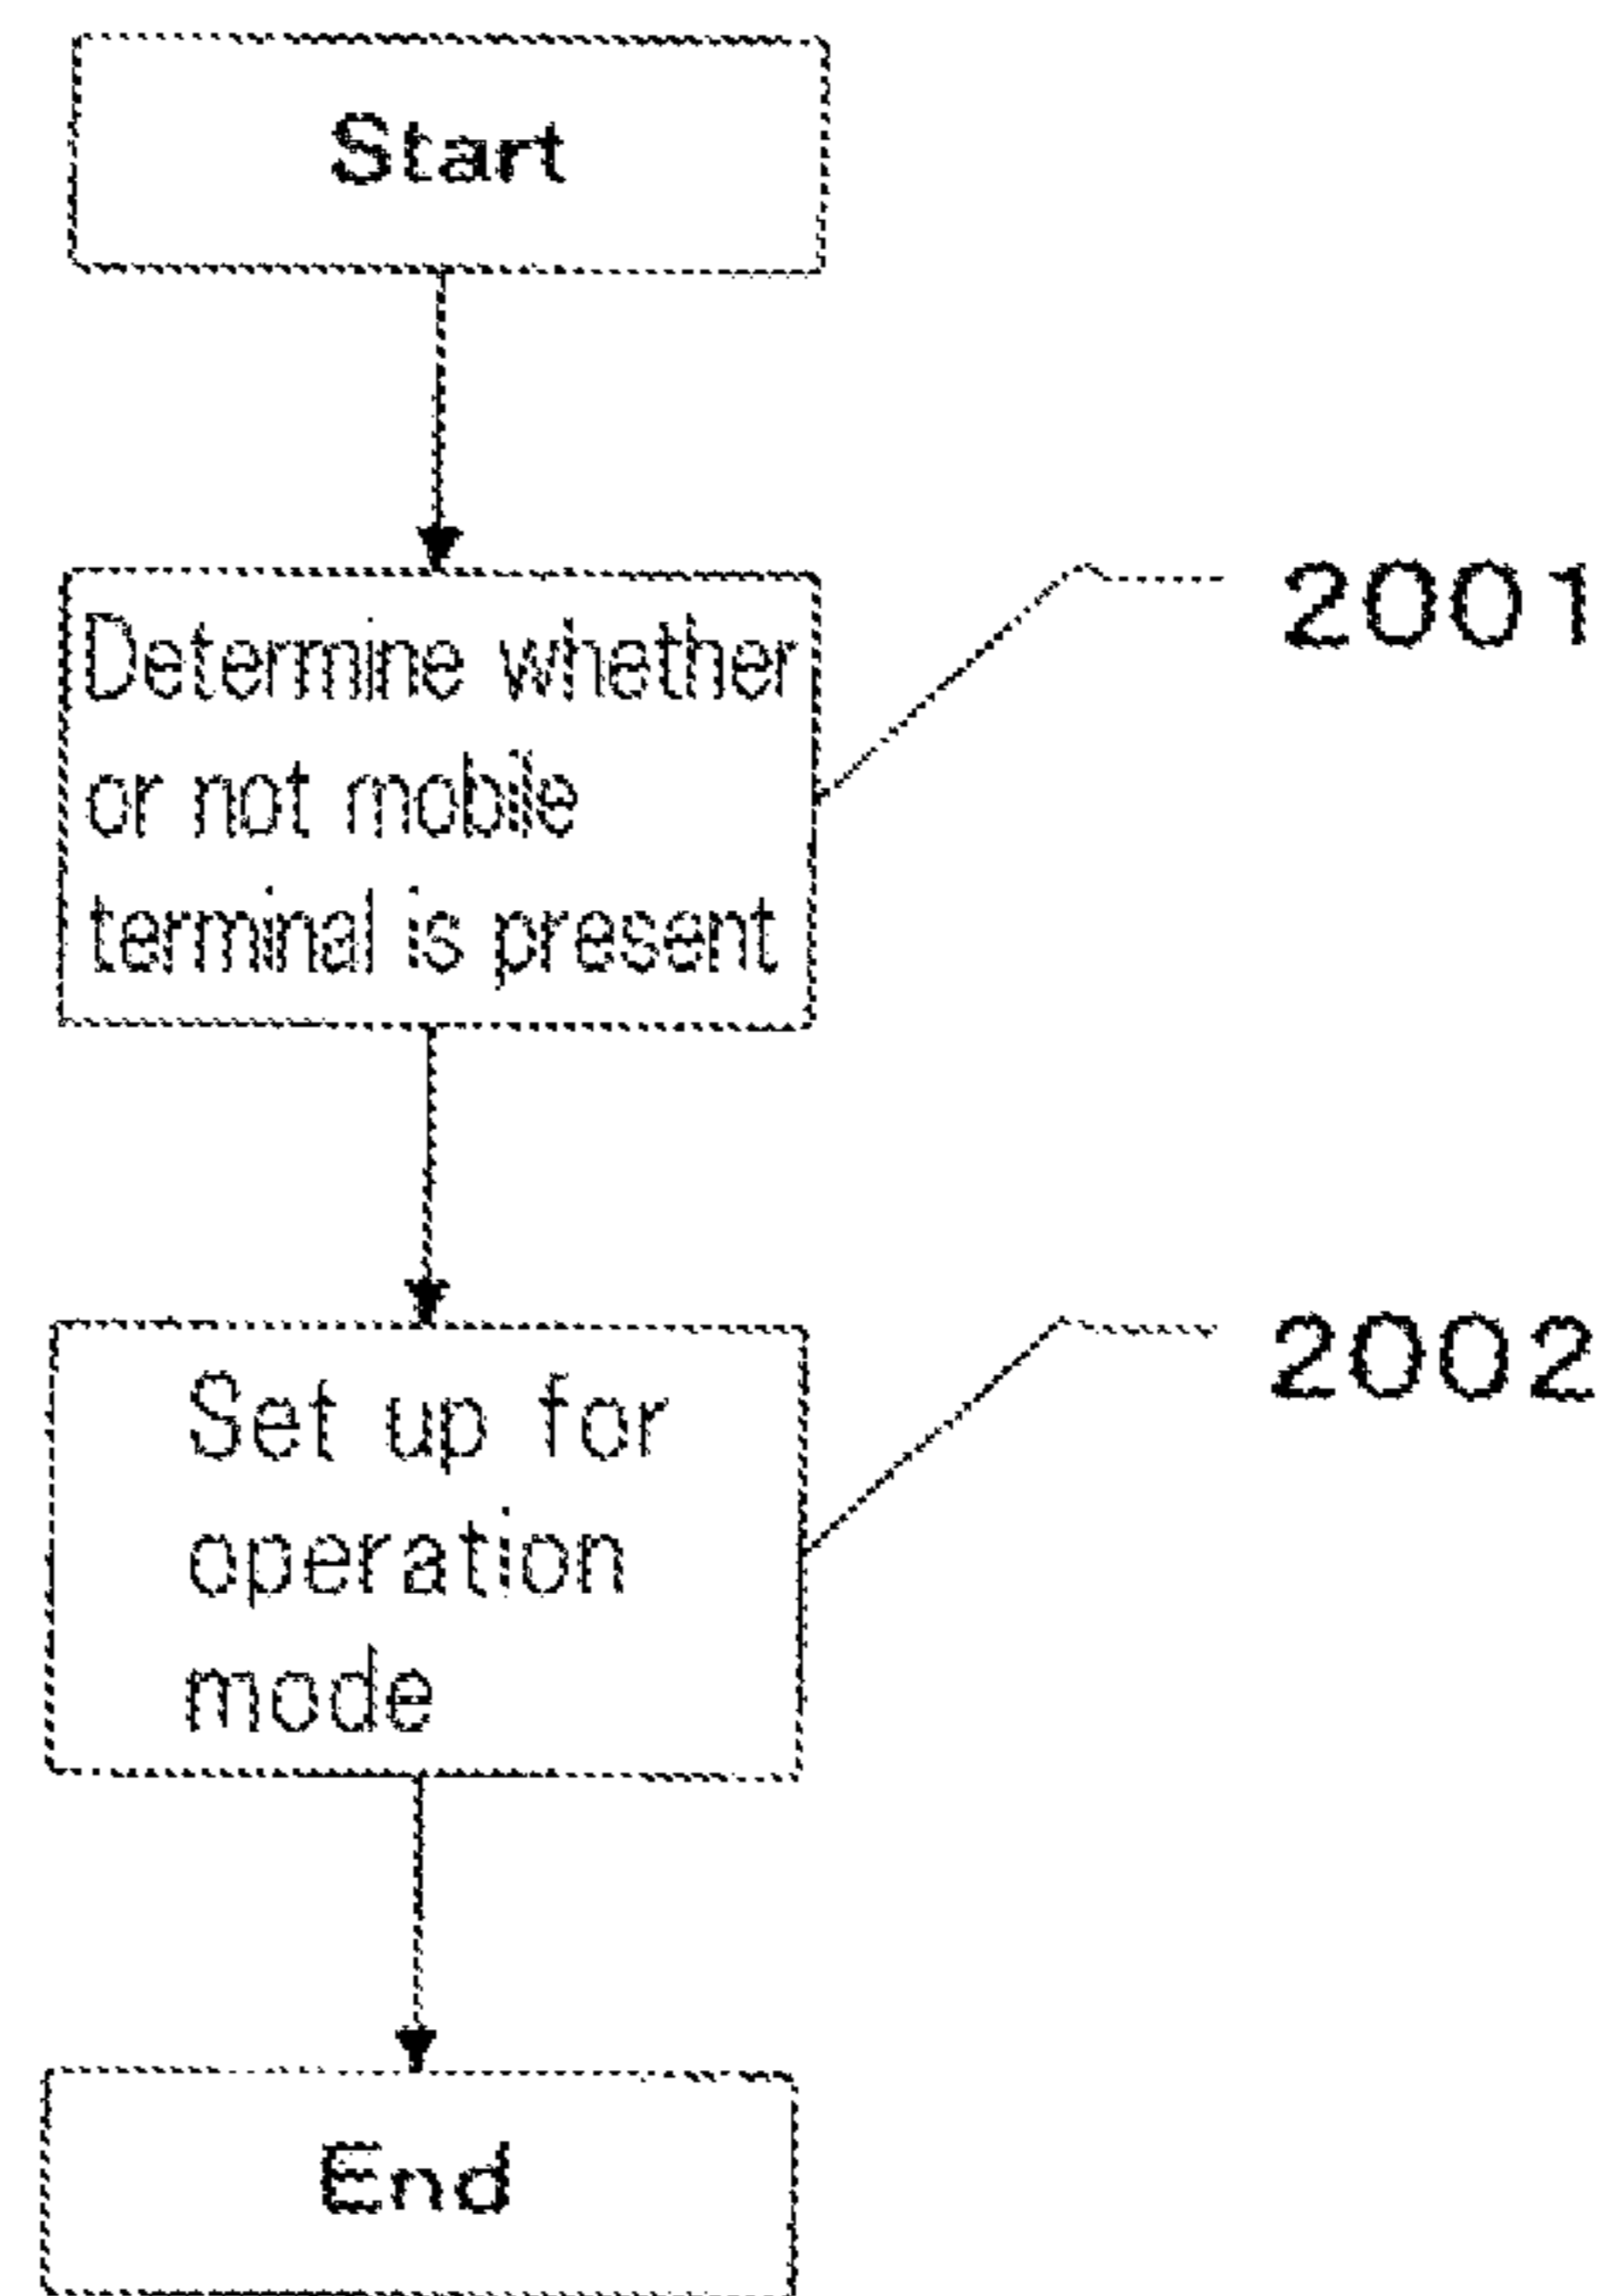 Start
Determine whether
or not mobile
terminal is present
2001
Set up for
operation
mode
2002
End